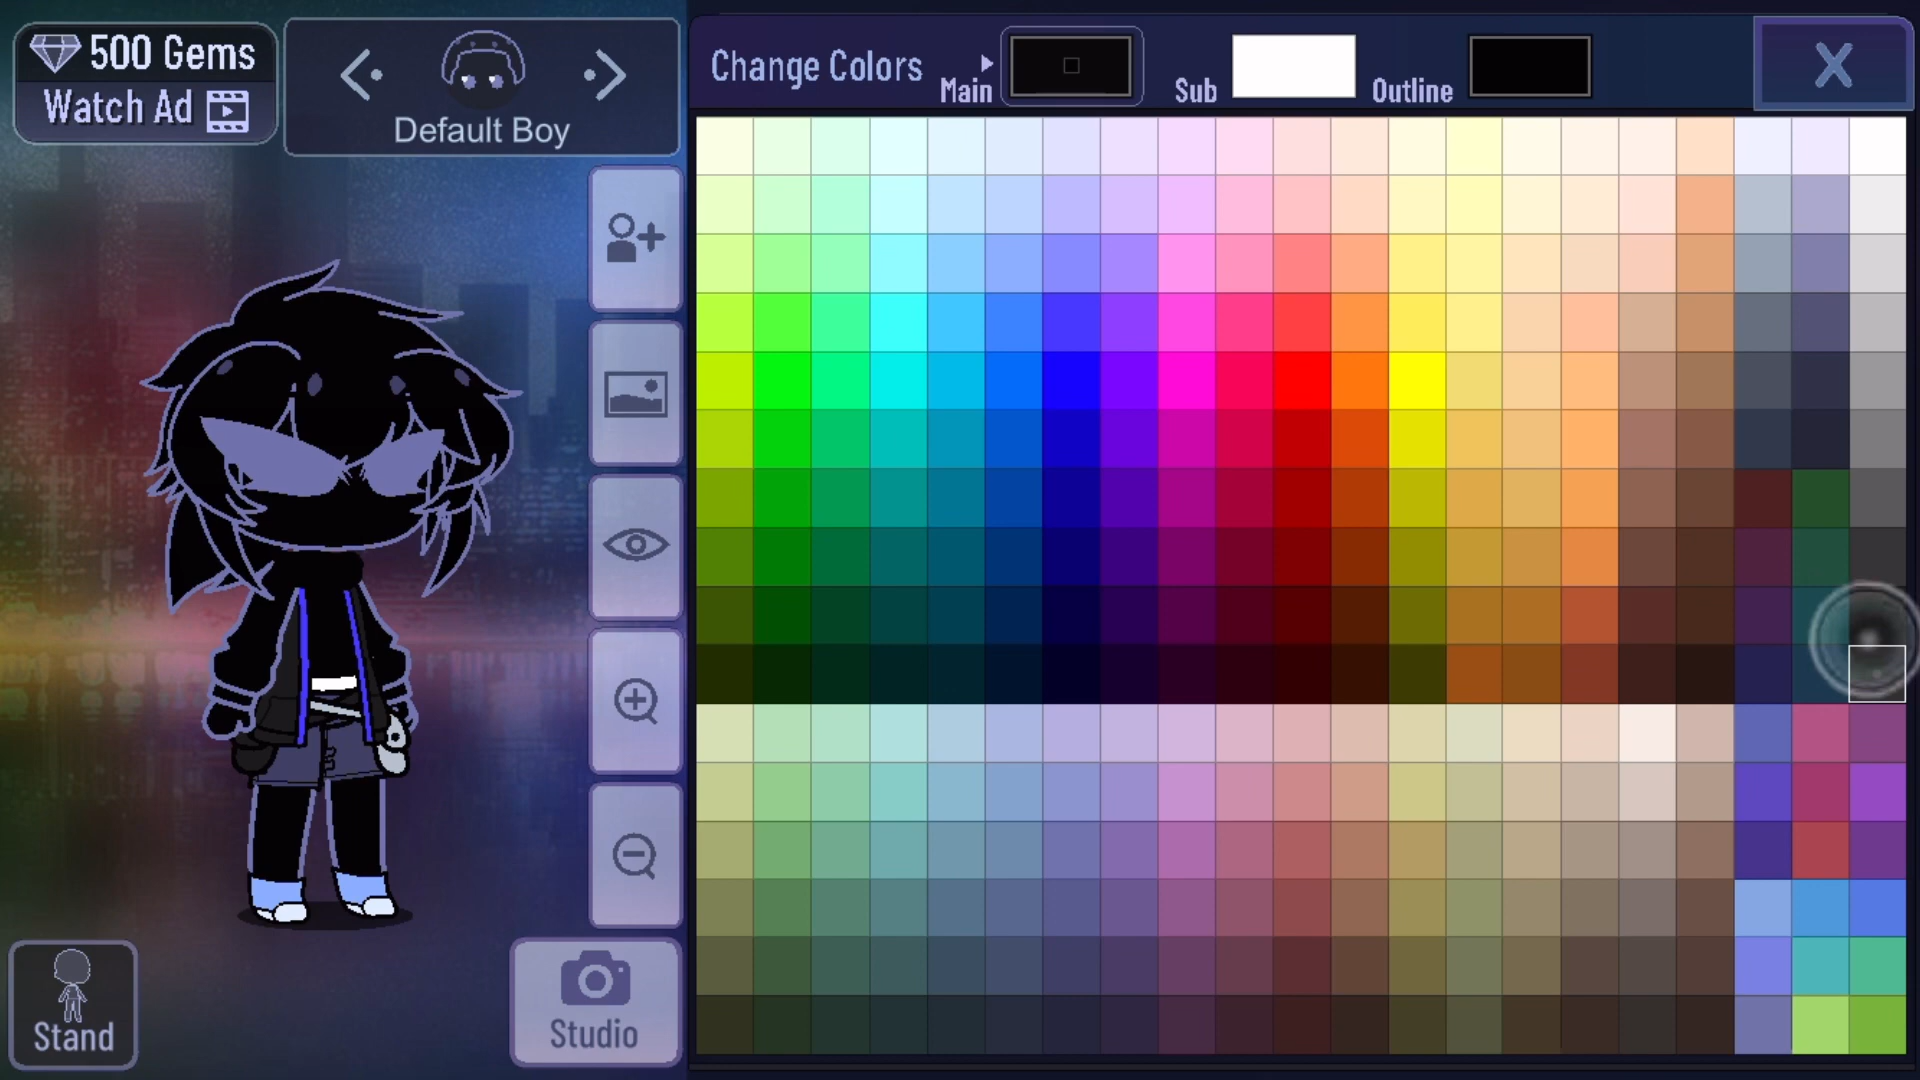 500 Gems
Watch Ad
Default Boy
Change Colors
Main
Sub
Outline
X
Stand
Studio